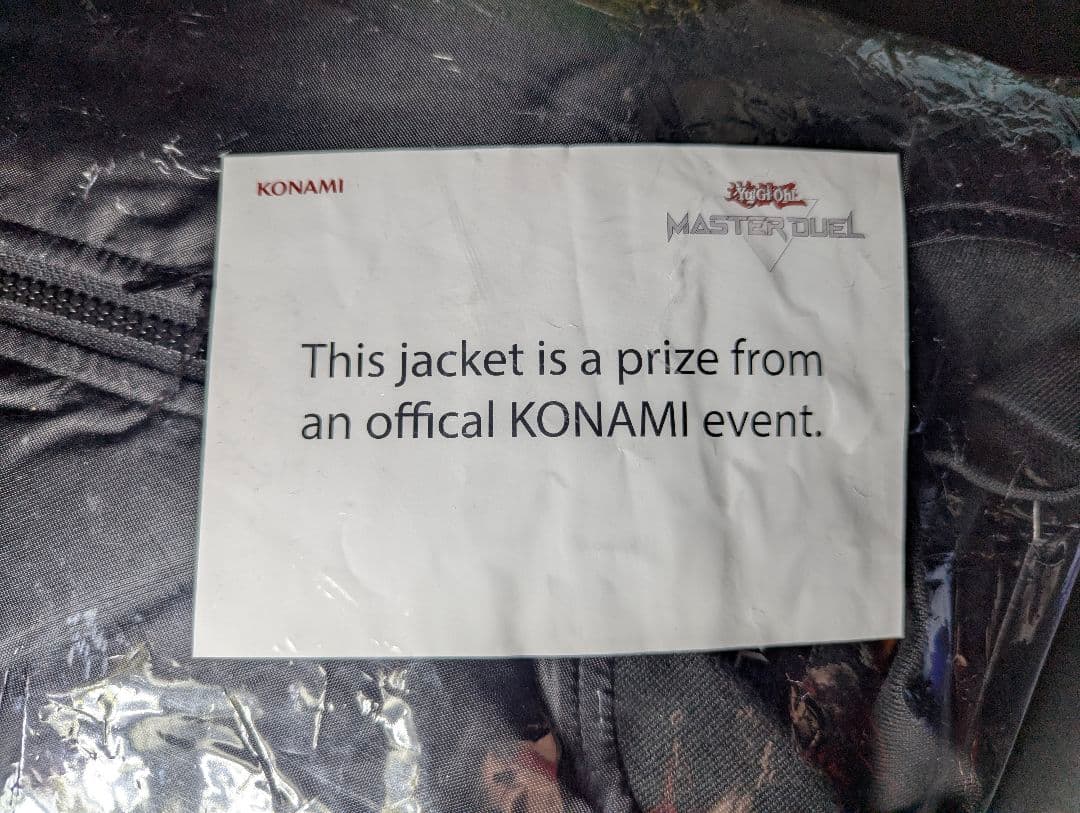 KONAMI
Yu-Gi-Oh!
MASTER DUEL
This jacket is a prize from
an offical KONAMI event.